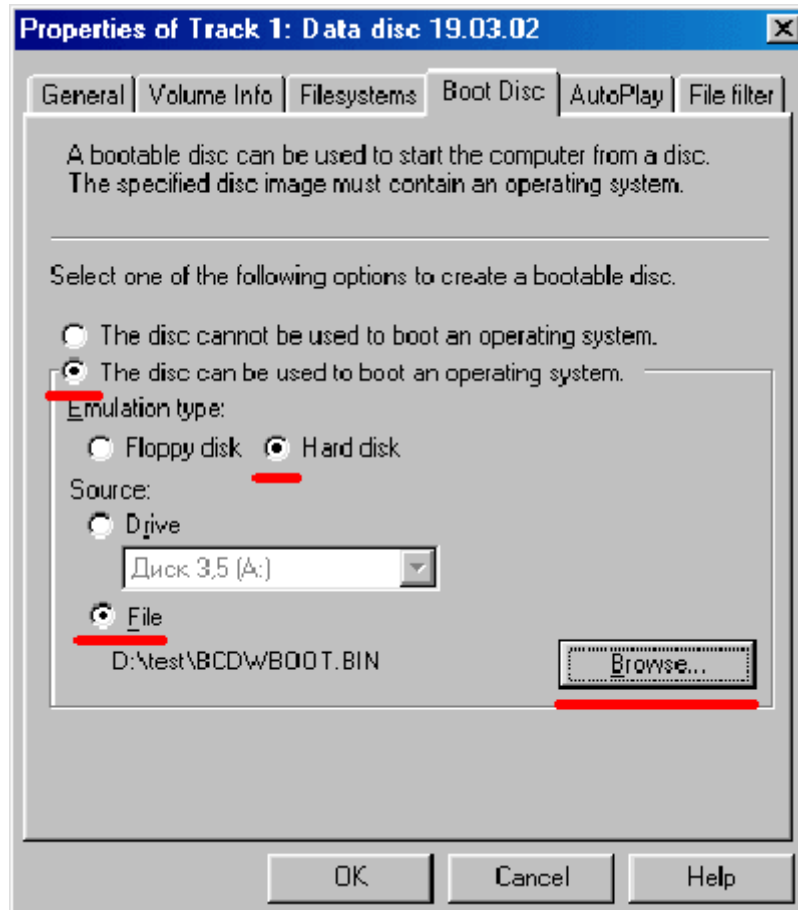 Properties of Track 1: Data disc 19.03.02
General Volume Info Filesystems Boot Disc AutoPlay File filter
A bootable disc can be used to start the computer from a disc.
The specified disc image must contain an operating system.
Select one of the following options to create a bootable disc.
The disc cannot be used to boot an operating system.
The disc can be used to boot an operating system.
Emulation type:
Floppy disk Hard disk
Source:
Drive
Диск 3,5 (A:)
File
D:\test\BCDWBOOT.BIN Browse...
OK Cancel Help